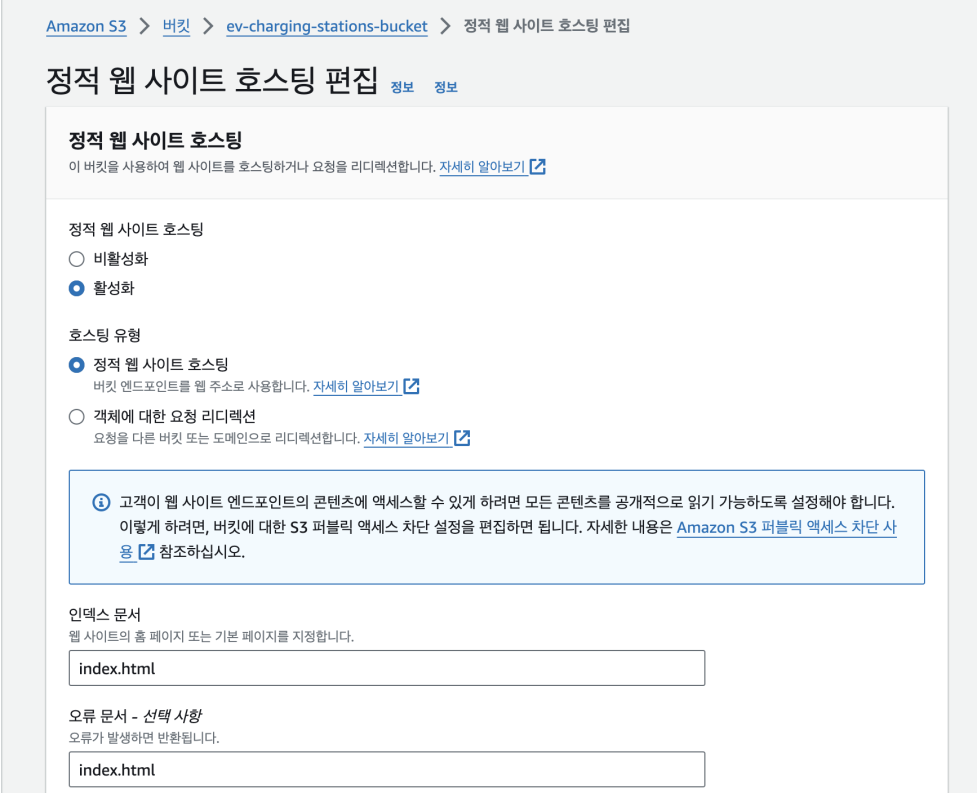 Amazon S3 > 버킷 > ev-charging-stations-bucket > 정적 웹 사이트 호스팅 편집
정적 웹 사이트 호스팅 편집 정보 정보
정적 웹 사이트 호스팅
이 버킷을 사용하여 웹 사이트를 호스팅하거나 요청을 리디렉션합니다. 자세히 알아보기
정적 웹 사이트 호스팅
비활성화
활성화
호스팅 유형
정적 웹 사이트 호스팅
버킷 엔드포인트를 웹 주소로 사용합니다. 자세히 알아보기
객체에 대한 요청 리디렉션
요청을 다른 버킷 또는 도메인으로 리디렉션합니다. 자세히 알아보기
고객이 웹 사이트 엔드포인트의 콘텐츠에 액세스할 수 있게 하려면 모든 콘텐츠를 공개적으로 읽기 가능하도록 설정해야 합니다.
이렇게 하려면, 버킷에 대한 S3 퍼블릭 액세스 차단 설정을 편집하면 됩니다. 자세한 내용은 Amazon S3 퍼블릭 액세스 차단 사
용 참조하십시오.
인덱스 문서
웹 사이트의 홈 페이지 또는 기본 페이지를 지정합니다.
index.html
오류 문서 - 선택 사항
오류가 발생하면 반환됩니다.
index.html